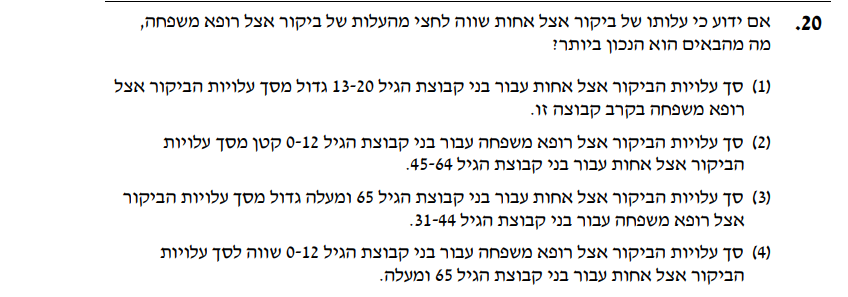 20. אם ידוע כי עלותו של ביקור אצל אחות שווה לחצי מהעלות של ביקור אצל רופא משפחה,
מה מהבאים הוא הנכון ביותר?
(1) סך עלויות הביקור אצל אחות עבור בני קבוצת הגיל 13-20 גדול מסך עלויות הביקור אצל
רופא משפחה בקרב קבוצה זו.
(2) סך עלויות הביקור אצל רופא משפחה עבור בני קבוצת הגיל 0-12 קטן מסך עלויות
הביקור אצל אחות עבור בני קבוצת הגיל 45-64.
(3) סך עלויות הביקור אצל אחות עבור בני קבוצת הגיל 65 ומעלה גדול מסך עלויות הביקור
אצל רופא משפחה עבור בני קבוצת הגיל 31-44.
(4) סך עלויות הביקור אצל רופא משפחה עבור בני קבוצת הגיל 0-12 שווה לסך עלויות
הביקור אצל אחות עבור בני קבוצת הגיל 65 ומעלה.